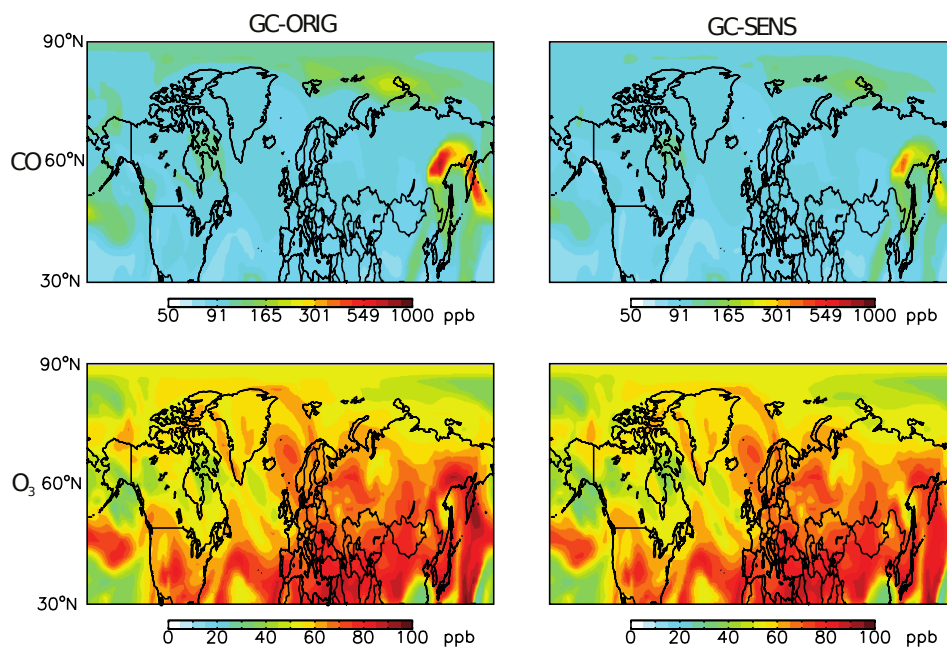 GC-ORIG GC-SENS
90°N
CO
60°N
30°N
50 91 165 301 549 1000 ppb 50 91 165 301 549 1000 ppb
90°N
O₃
60°N
30°N
0 20 40 60 80 100 ppb 0 20 40 60 80 100 ppb